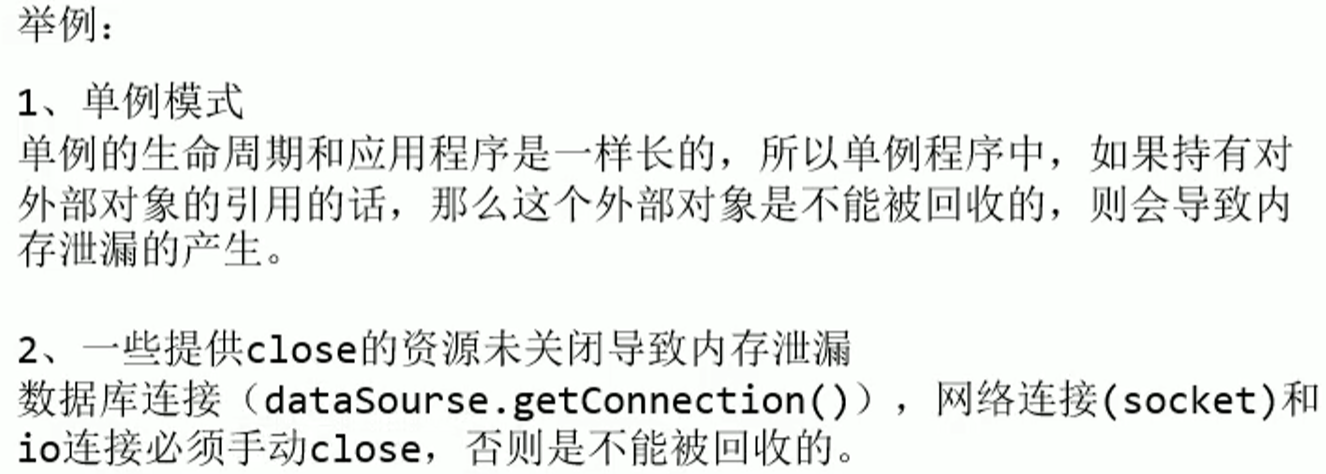 举例：
1、单例模式
单例的生命周期和应用程序是一样长的，所以单例程序中，如果持有对
外部对象的引用的话，那么这个外部对象是不能被回收的，则会导致内
存泄漏的产生。
2、一些提供close的资源未关闭导致内存泄漏
数据库连接（dataSourse.getConnection()），网络连接(socket)和
io连接必须手动close，否则是不能被回收的。